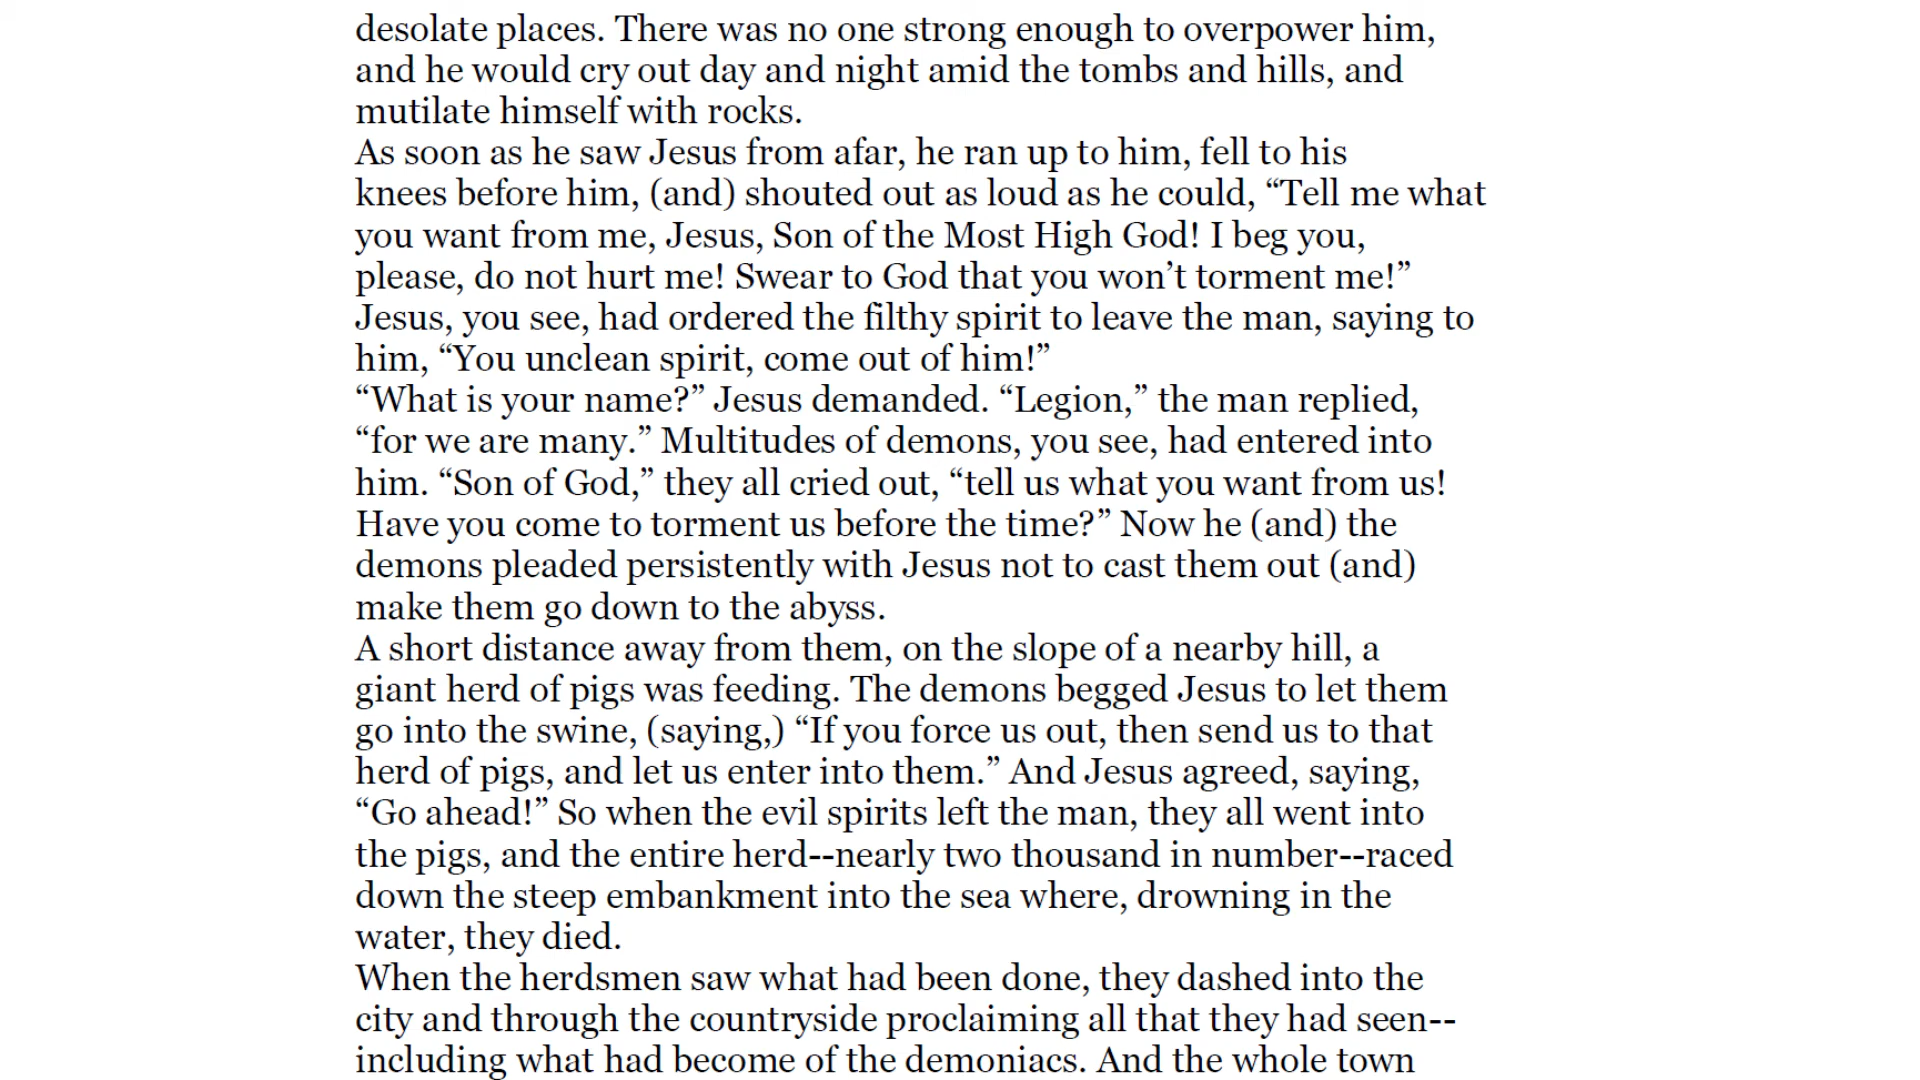 desolate places. There was no one strong enough to overpower him,
and he would cry out day and night amid the tombs and hills, and
mutilate himself with rocks.
As soon as he saw Jesus from afar, he ran up to him, fell to his
knees before him, (and) shouted out as loud as he could, “Tell me what
you want from me, Jesus, Son of the Most High God! I beg you,
please, do not hurt me! Swear to God that you won’t torment me!”
Jesus, you see, had ordered the filthy spirit to leave the man, saying to
him, “You unclean spirit, come out of him!”
“What is your name?” Jesus demanded. “Legion,” the man replied,
“for we are many.” Multitudes of demons, you see, had entered into
him. “Son of God,” they all cried out, “tell us what you want from us!
Have you come to torment us before the time?” Now he (and) the
demons pleaded persistently with Jesus not to cast them out (and)
make them go down to the abyss.
A short distance away from them, on the slope of a nearby hill, a
giant herd of pigs was feeding. The demons begged Jesus to let them
go into the swine, (saying,) “If you force us out, then send us to that
herd of pigs, and let us enter into them.” And Jesus agreed, saying,
“Go ahead!” So when the evil spirits left the man, they all went into
the pigs, and the entire herd--nearly two thousand in number--raced
down the steep embankment into the sea where, drowning in the
water, they died.
When the herdsmen saw what had been done, they dashed into the
city and through the countryside proclaiming all that they had seen--
including what had become of the demoniacs. And the whole town